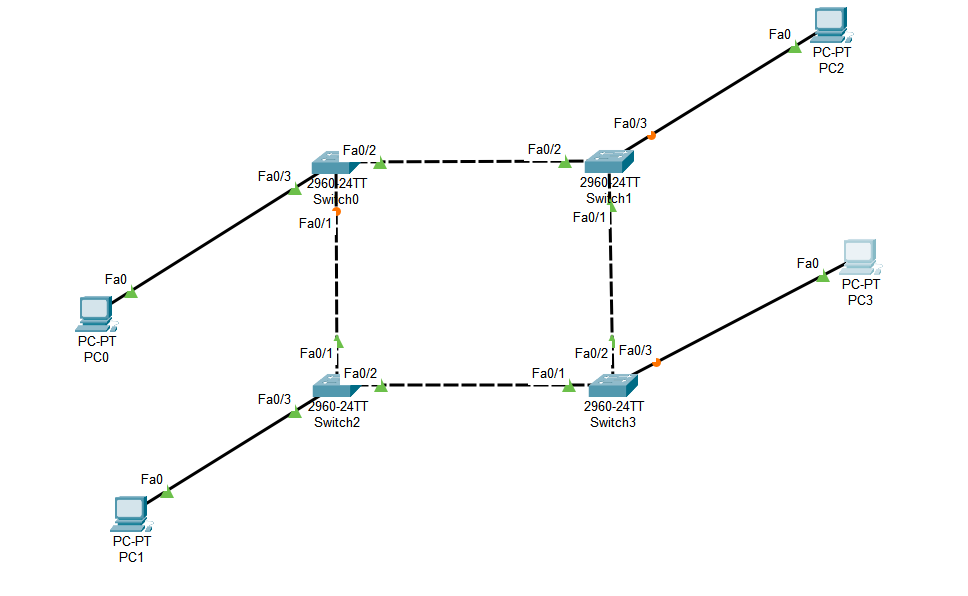 Fa0
PC-PT
PC2
Fa0/3
Fa0/2
Fa0/2
Fa0/3
2960-24TT
Switch0
2960-24TT
Switch1
Fa0/1
Fa0/1
Fa0
PC-PT
PC3
Fa0
PC-PT
PC0
Fa0/1
Fa0/2
Fa0/3
Fa0/2
Fa0/1
Fa0/3
2960-24TT
Switch2
2960-24TT
Switch3
Fa0
PC-PT
PC1